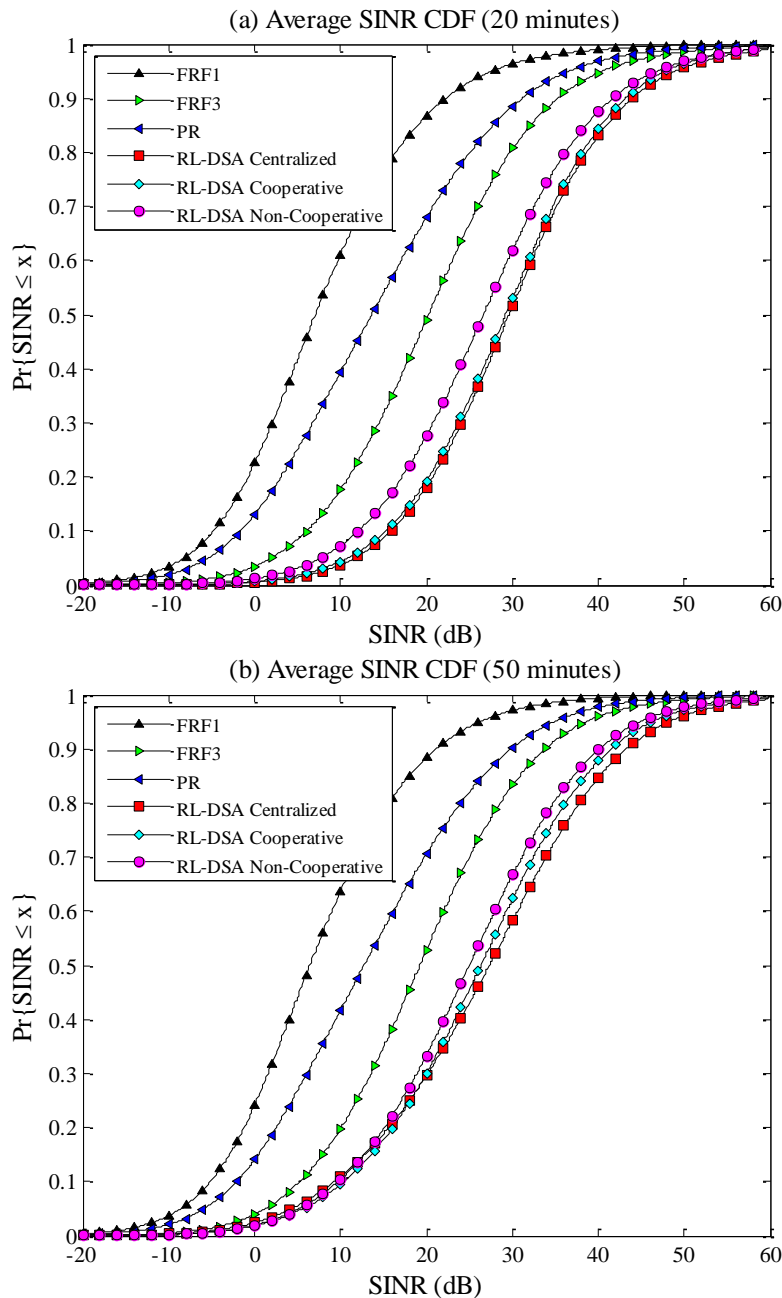 (a) Average SINR CDF (20 minutes)
1
0.9
0.8
0.7
0.6
0.5
0.4
0.3
0.2
0.1
0
Pr{SINR ≤ x}
FRF1
FRF3
PR
RL-DSA Centralized
RL-DSA Cooperative
RL-DSA Non-Cooperative
-20 -10 0 10 20 30 40 50 60
SINR (dB)
(b) Average SINR CDF (50 minutes)
1
0.9
0.8
0.7
0.6
0.5
0.4
0.3
0.2
0.1
0
Pr{SINR ≤ x}
FRF1
FRF3
PR
RL-DSA Centralized
RL-DSA Cooperative
RL-DSA Non-Cooperative
-20 -10 0 10 20 30 40 50 60
SINR (dB)